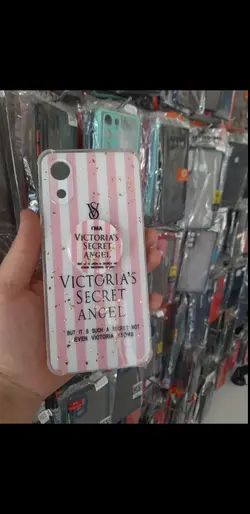 VS
I'M A
VICTORIA'S
SECRET
ANGEL
VICTORIA'S
SECRET
ANGEL
BUT IT IS SUCH A SECRET NOT
EVEN VICTORIA KNOWS